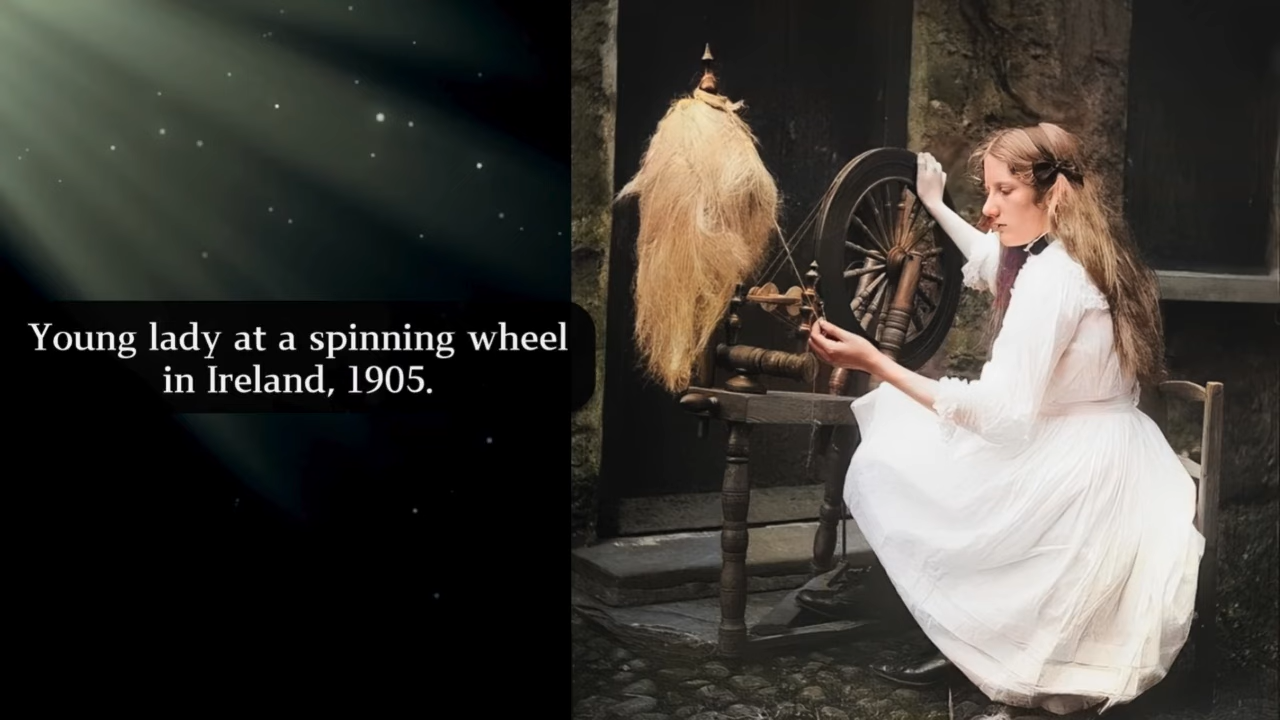 Young lady at a spinning wheel
in Ireland, 1905.